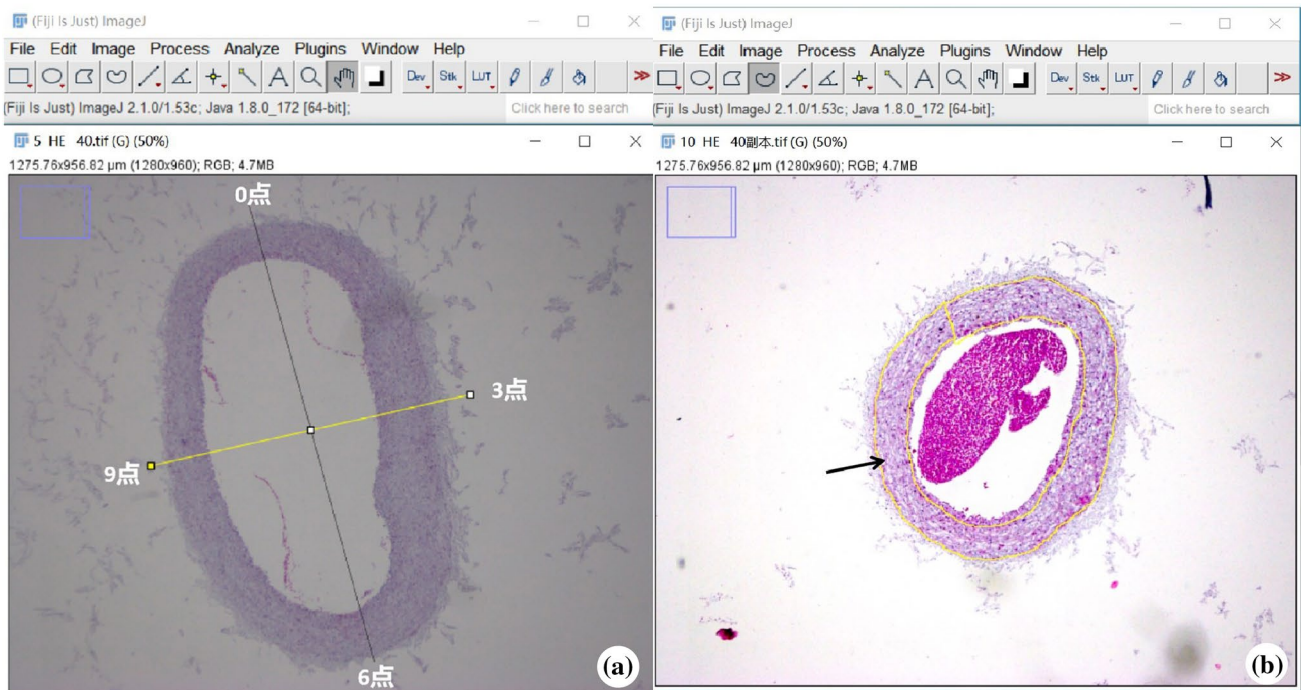 (Fiji Is Just) ImageJ
File Edit Image Process Analyze Plugins Window Help
Dev Stk LUT
(Fiji Is Just) ImageJ 2.1.0/1.53c; Java 1.8.0_172 [64-bit];
Click here to search
5 HE 40.tif (G) (50%)
1275.76x956.82 µm (1280x960); RGB; 4.7MB
0点
3点
9点
6点
(a)
(Fiji Is Just) ImageJ
File Edit Image Process Analyze Plugins Window Help
Dev Stk LUT
(Fiji Is Just) ImageJ 2.1.0/1.53c; Java 1.8.0_172 [64-bit];
Click here to search
10 HE 40副本.tif (G) (50%)
1275.76x956.82 µm (1280x960); RGB; 4.7MB
(b)